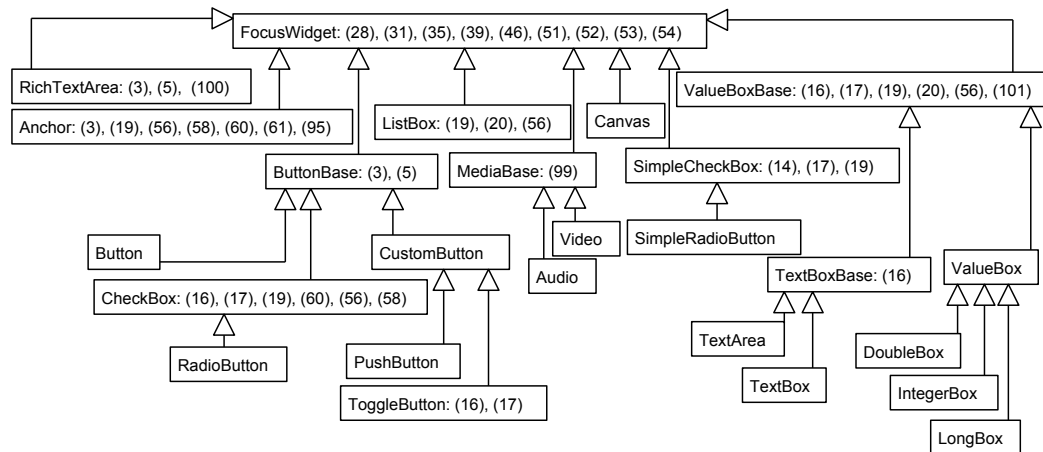 FocusWidget: (28), (31), (35), (39), (46), (51), (52), (53), (54)
RichTextArea: (3), (5), (100)
ValueBoxBase: (16), (17), (19), (20), (56), (101)
Anchor: (3), (19), (56), (58), (60), (61), (95)
ListBox: (19), (20), (56)
Canvas
ButtonBase: (3), (5)
MediaBase: (99)
SimpleCheckBox: (14), (17), (19)
Button
CustomButton
Video
SimpleRadioButton
Audio
TextBoxBase: (16)
ValueBox
CheckBox: (16), (17), (19), (60), (56), (58)
TextArea
DoubleBox
RadioButton
PushButton
TextBox
IntegerBox
ToggleButton: (16), (17)
LongBox